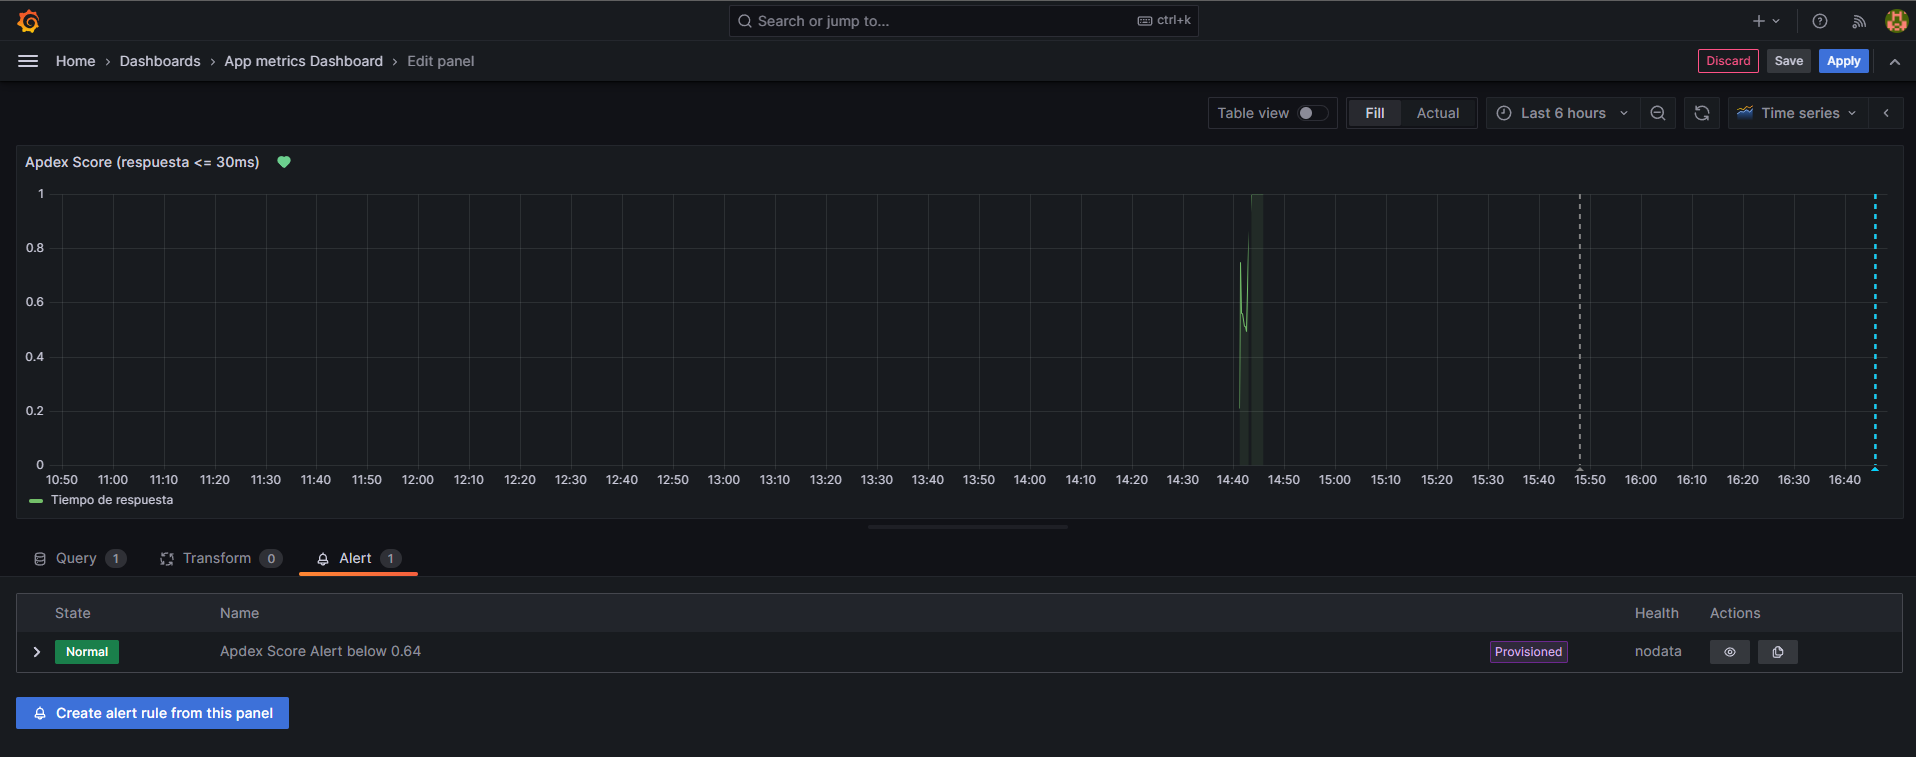 Search or jump to... ctrl+k
Home › Dashboards › App metrics Dashboard › Edit panel
Discard Save Apply
Table view Fill Actual Last 6 hours Time series
Apdex Score (respuesta <= 30ms)
1
0.8
0.6
0.4
0.2
0
10:50 11:00 11:10 11:20 11:30 11:40 11:50 12:00 12:10 12:20 12:30 12:40 12:50 13:00 13:10 13:20 13:30 13:40 13:50 14:00 14:10 14:20 14:30 14:40 14:50 15:00 15:10 15:20 15:30 15:40 15:50 16:00 16:10 16:20 16:30 16:40
Tiempo de respuesta
Query 1 Transform 0 Alert 1
State Name Health Actions
Normal Apdex Score Alert below 0.64 Provisioned nodata
Create alert rule from this panel